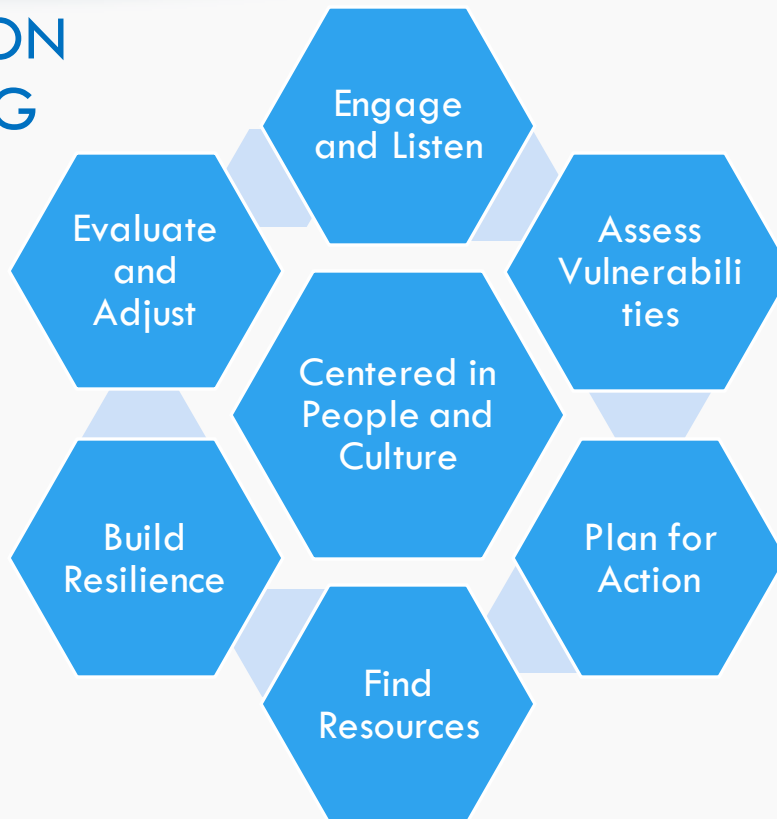 ON
G
Engage
and Listen
Assess
Vulnerabili
ties
Plan for
Action
Find
Resources
Build
Resilience
Evaluate
and
Adjust
Centered in
People and
Culture